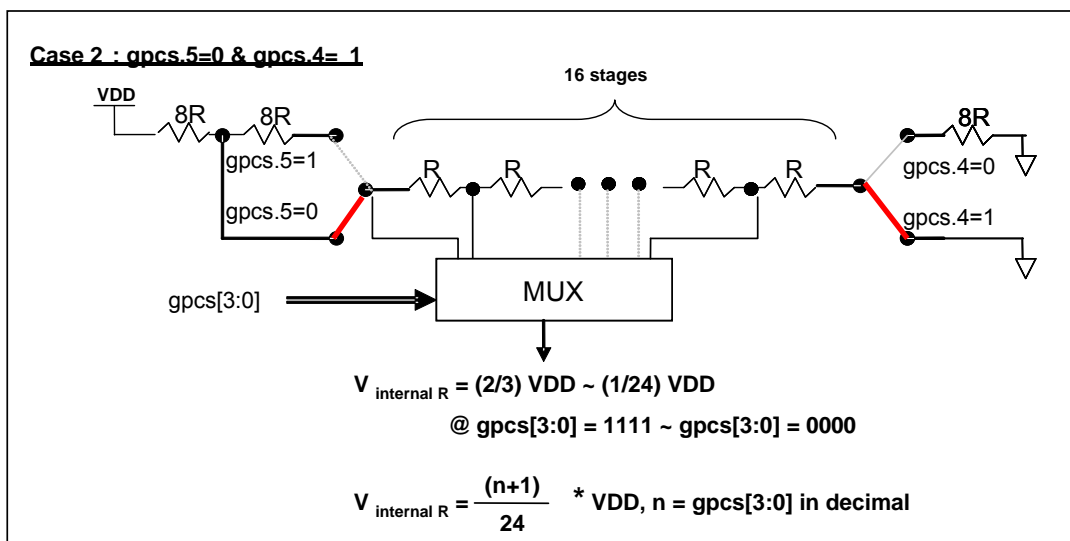 Case 2 : gpcs.5=0 & gpcs.4= 1
16 stages
VDD
8R
8R
8R
gpcs.5=1
gpcs.4=0
R
R
R
R
gpcs.5=0
gpcs.4=1
gpcs[3:0]
MUX
V internal R = (2/3) VDD ~ (1/24) VDD
@ gpcs[3:0] = 1111 ~ gpcs[3:0] = 0000
V internal R = (n+1) / 24 * VDD, n = gpcs[3:0] in decimal